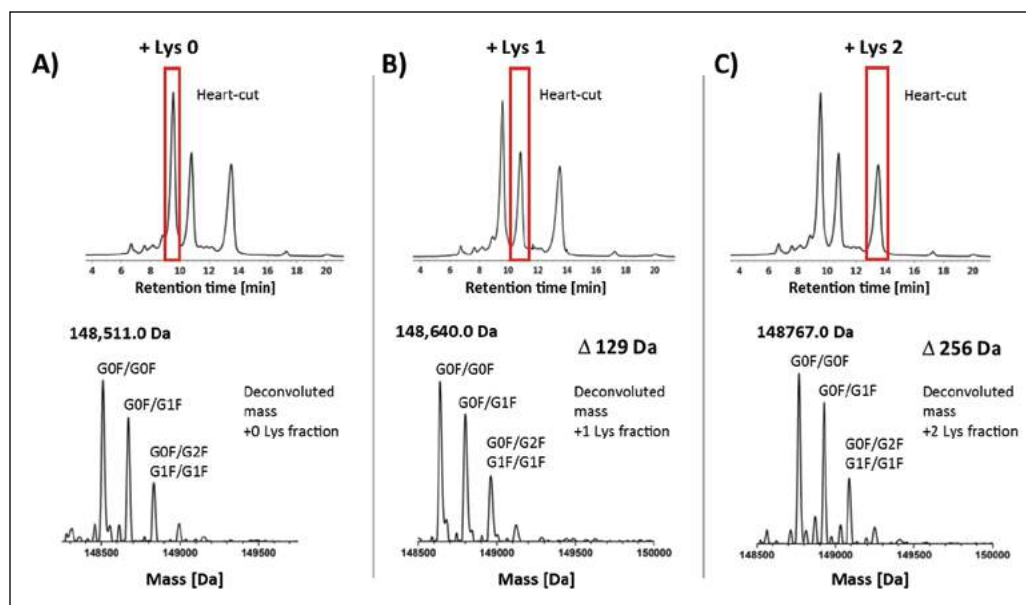 + Lys 0
A)
Heart-cut
4 6 8 10 12 14 16 18 20
Retention time [min]
148,511.0 Da
G0F/G0F
G0F/G1F
G0F/G2F
G1F/G1F
Deconvoluted
mass
+0 Lys fraction
148500 149000 149500
Mass [Da]
+ Lys 1
B)
Heart-cut
4 6 8 10 12 14 16 18 20
Retention time [min]
148,640.0 Da
Δ 129 Da
G0F/G0F
G0F/G1F
G0F/G2F
G1F/G1F
Deconvoluted
mass
+1 Lys fraction
148500 149000 149500 150000
Mass [Da]
+ Lys 2
C)
Heart-cut
4 6 8 10 12 14 16 18 20
Retention time [min]
148767.0 Da
Δ 256 Da
G0F/G0F
G0F/G1F
G0F/G2F
G1F/G1F
Deconvoluted
mass
+2 Lys fraction
148500 149000 149500 150000
Mass [Da]